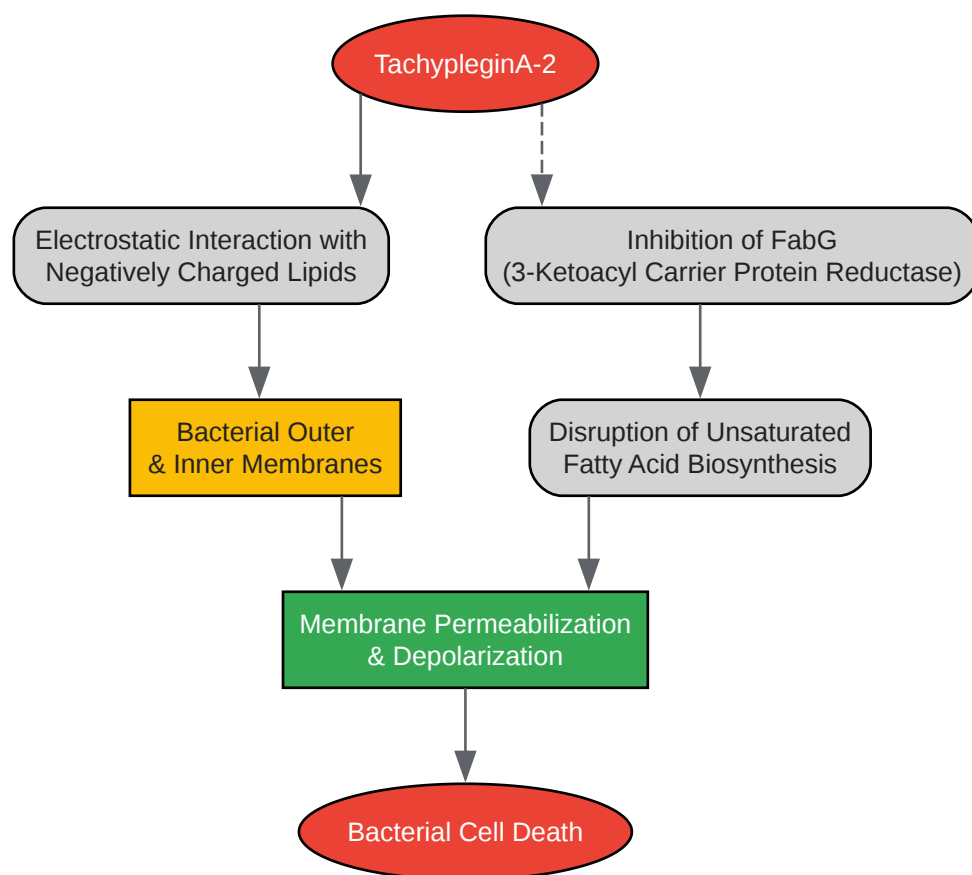 TachypleginA-2
Electrostatic Interaction with
Negatively Charged Lipids
Inhibition of FabG
(3-Ketoacyl Carrier Protein Reductase)
Bacterial Outer
& Inner Membranes
Disruption of Unsaturated
Fatty Acid Biosynthesis
Membrane Permeabilization
& Depolarization
Bacterial Cell Death